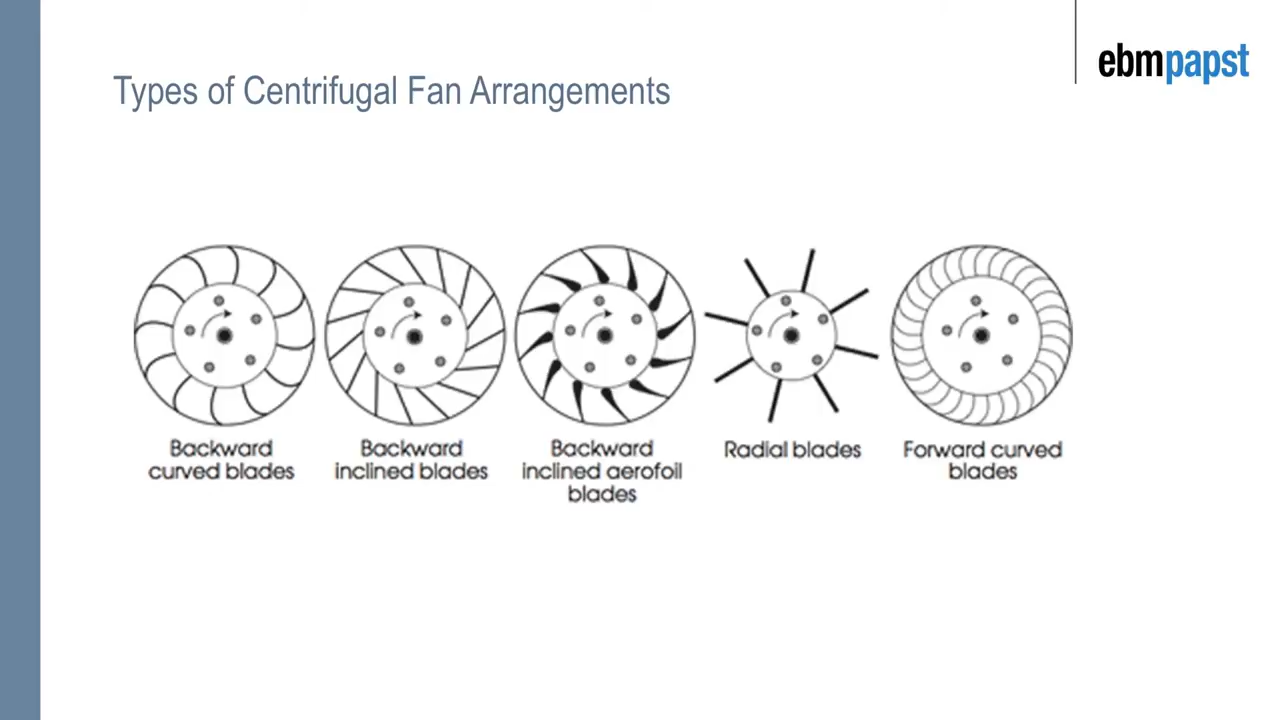 ebmpapst
Types of Centrifugal Fan Arrangements
Backward
curved blades
Backward
inclined blades
Backward
inclined aerofoil
blades
Radial blades
Forward curved
blades